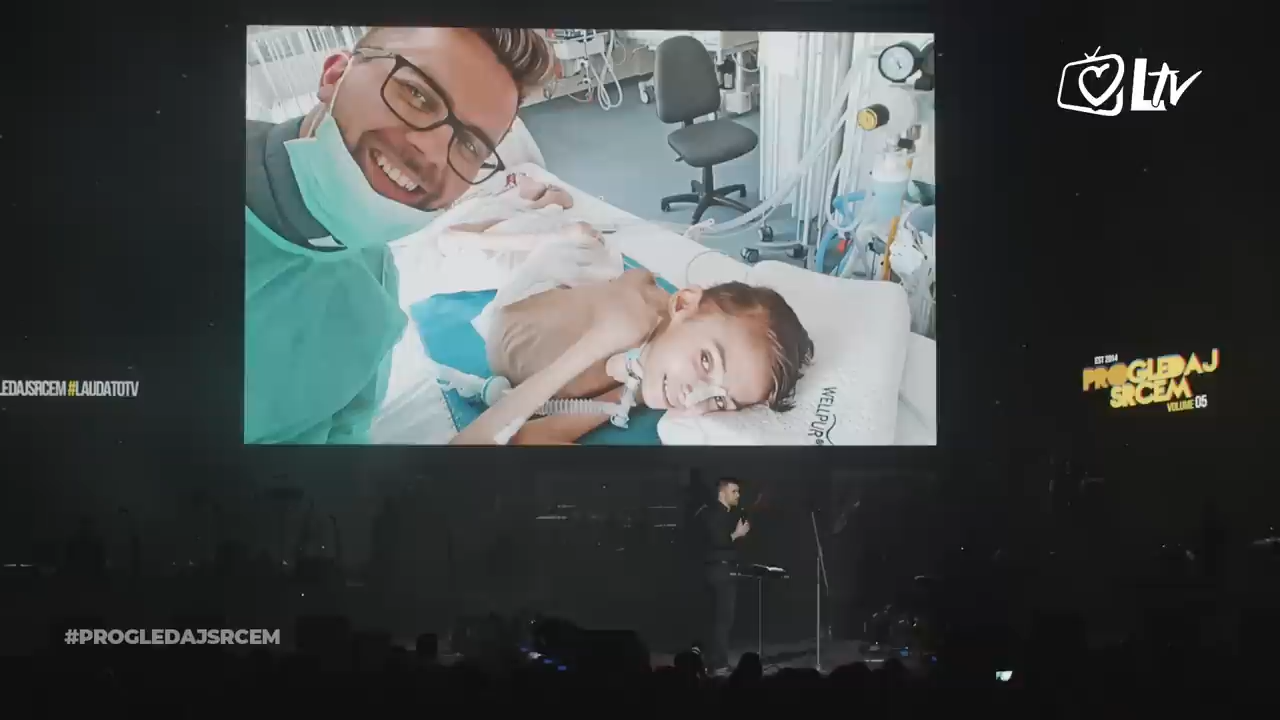 LTV
LEDAJSRCEM #LAUDATOTV
EST 2014
PROGLEDAJ
SRCEM
VOLUME 05
WELLPUR
#PROGLEDAJSRCEM